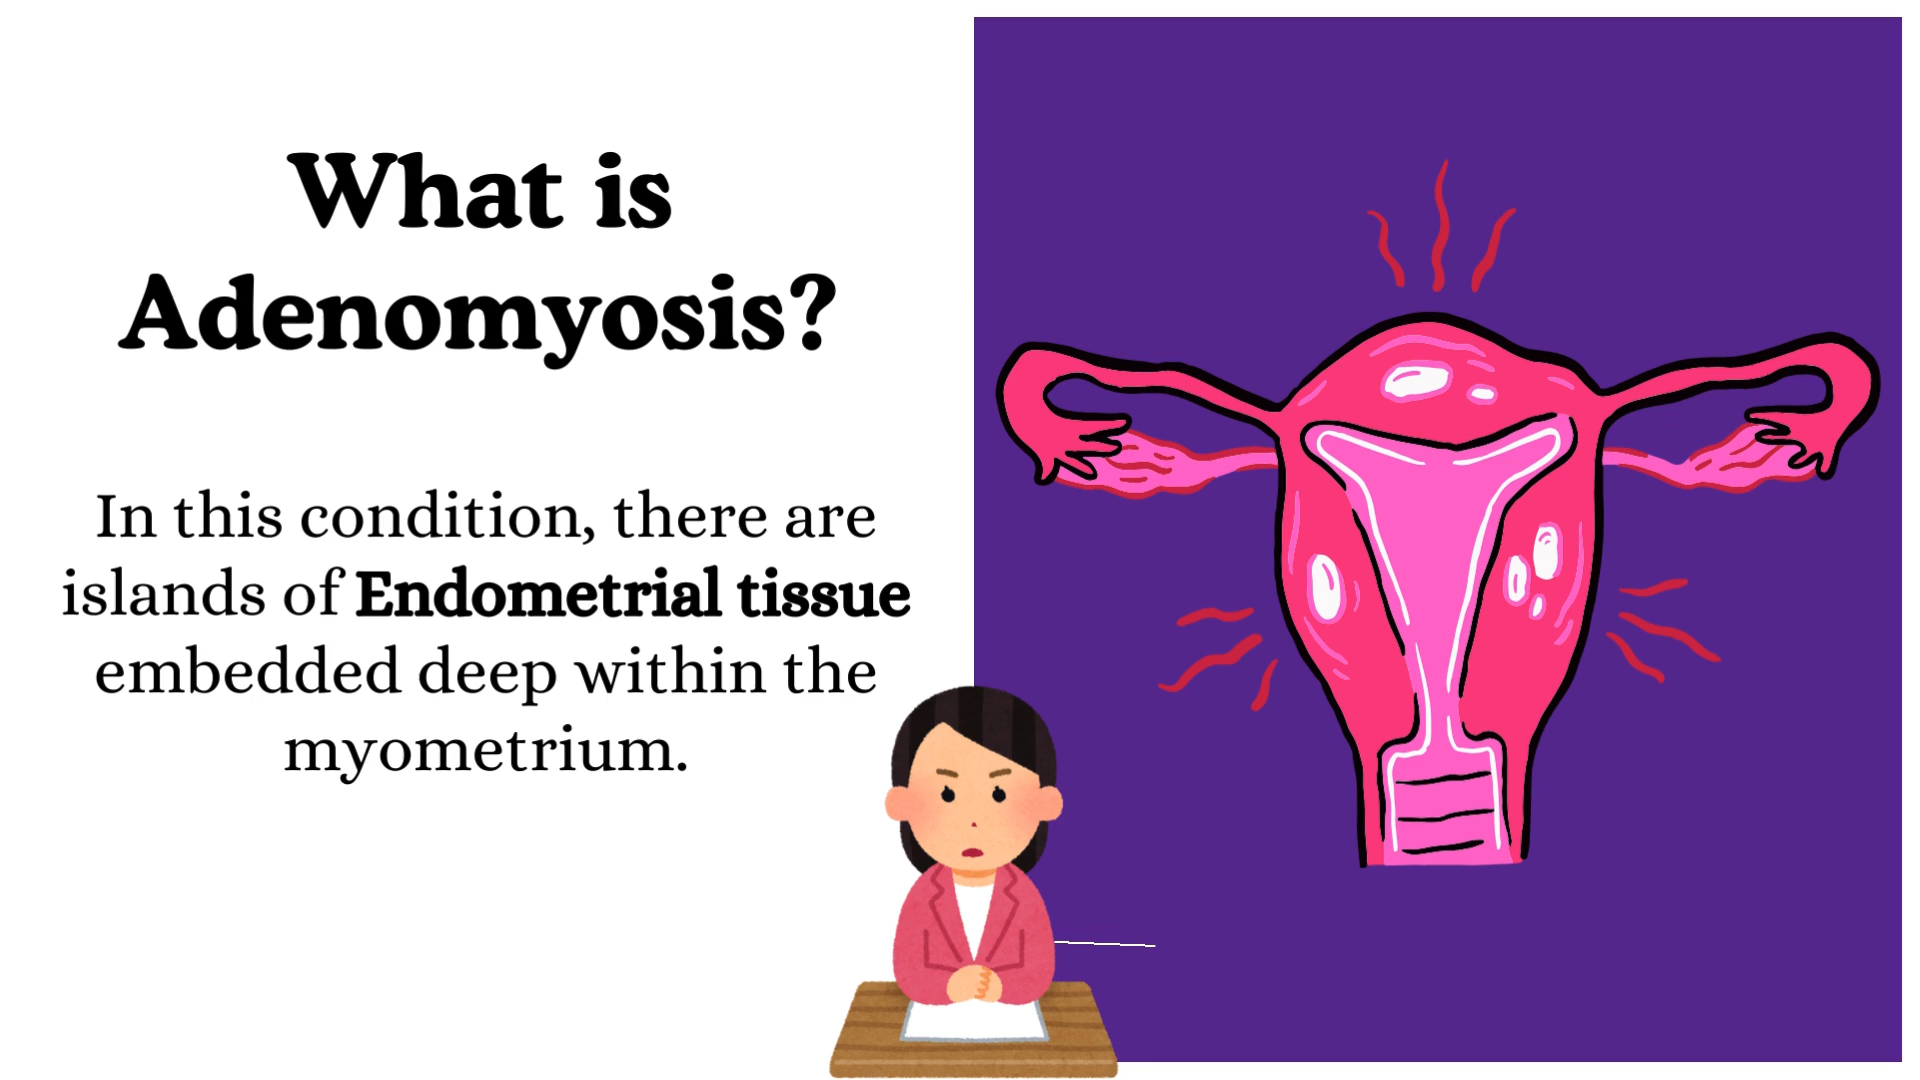 What is
Adenomyosis?
In this condition, there are
islands of Endometrial tissue
embedded deep within the
myometrium.